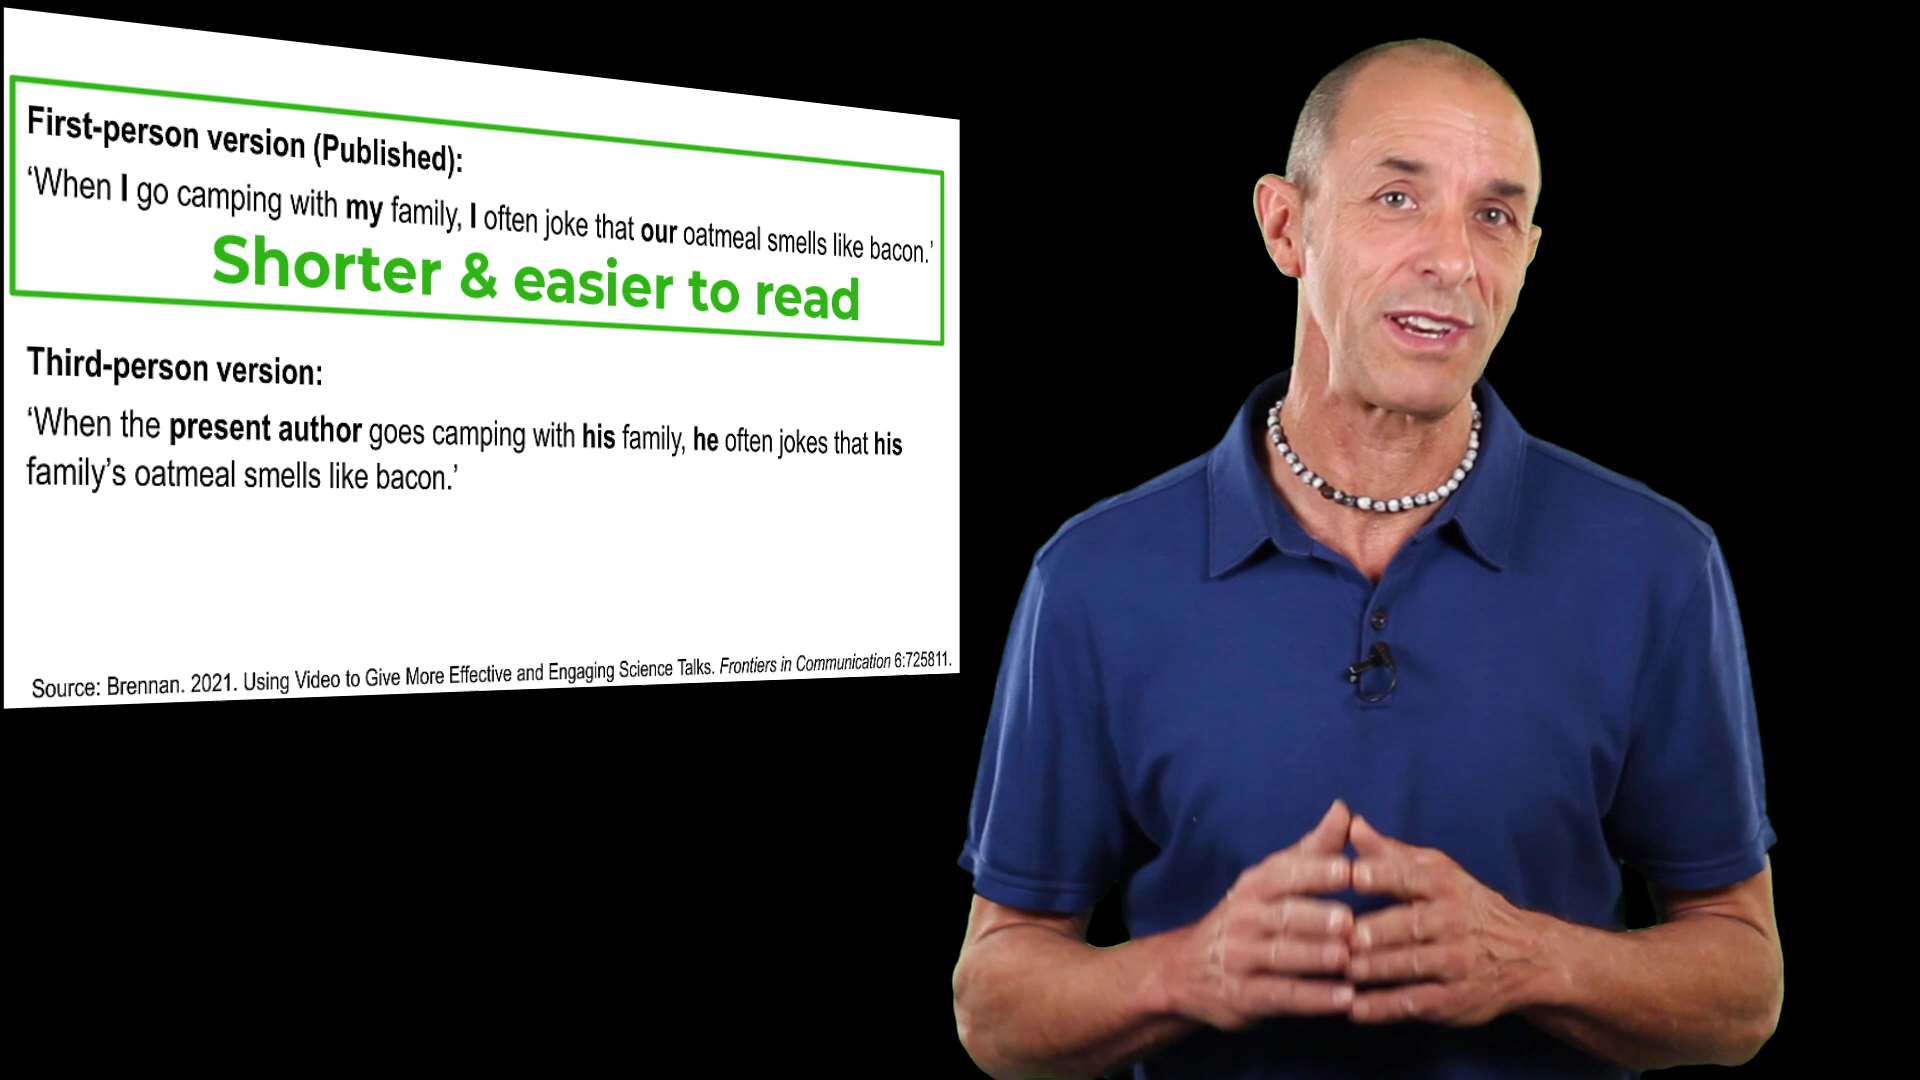 First-person version (Published):
‘When I go camping with my family, I often joke that our oatmeal smells like bacon.’
Shorter & easier to read
Third-person version:
‘When the present author goes camping with his family, he often jokes that his
family’s oatmeal smells like bacon.’
Source: Brennan. 2021. Using Video to Give More Effective and Engaging Science Talks. Frontiers in Communication 6:725811.